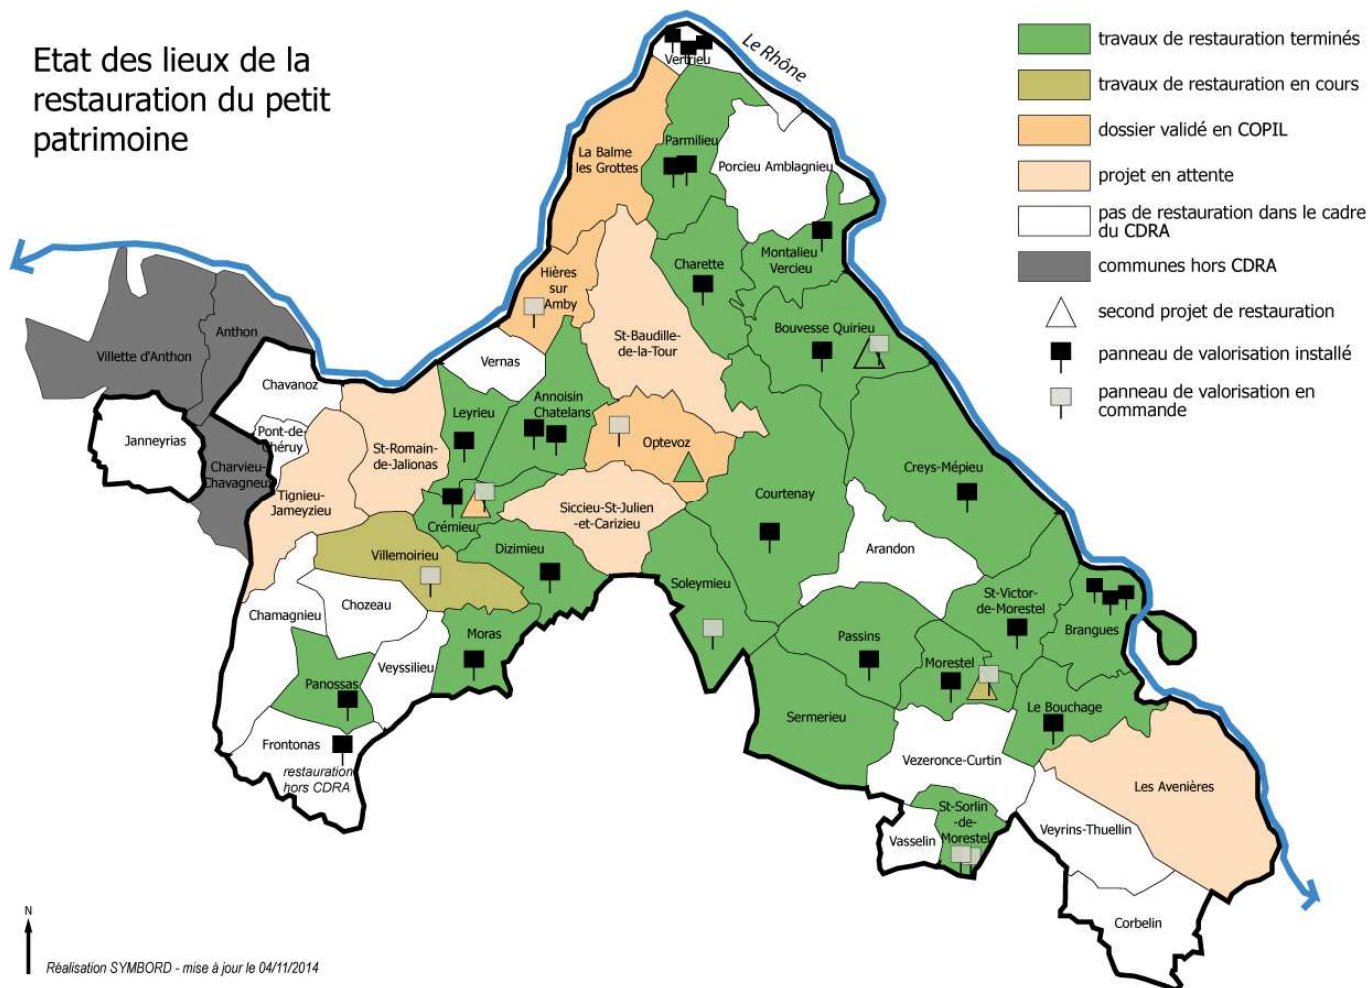 Etat des lieux de la
restauration du petit
patrimoine
travaux de restauration terminés
travaux de restauration en cours
dossier validé en COPIL
projet en attente
pas de restauration dans le cadre
du CDRA
communes hors CDRA
second projet de restauration
panneau de valorisation installé
panneau de valorisation en
commande
Le Rhône
Vertrieu
La Balme
les Grottes
Parmilieu
Porcieu Amblagnieu
Hières
sur
Amby
Charette
Montalieu
Vercieu
Anthon
Villette d'Anthon
St-Baudille-
de-la-Tour
Bouvesse Quirieu
Vernas
Chavanoz
Annoisin
Chatelans
Leyrieu
Janneyrias
Pont-de-
Chéruy
St-Romain-
de-Jalionas
Optevoz
Charvieu-
Chavagneux
Creys-Mépieu
Tignieu-
Jameyzieu
Courtenay
Siccieu-St-Julien
-et-Carizieu
Crémieu
Villemoirieu
Dizimieu
Arandon
Soleymieu
St-Victor-
de-Morestel
Chozeau
Chamagnieu
Brangues
Moras
Passins
Veyssilieu
Morestel
Panossas
Le Bouchage
Sermerieu
Frontonas
restauration
hors CDRA
Vezeronce-Curtin
Les Avenières
St-Sorlin
-de-
Morestel
Veyrins-Thuellin
Vasselin
Corbelin
N
Réalisation SYMBORD - mise à jour le 04/11/2014